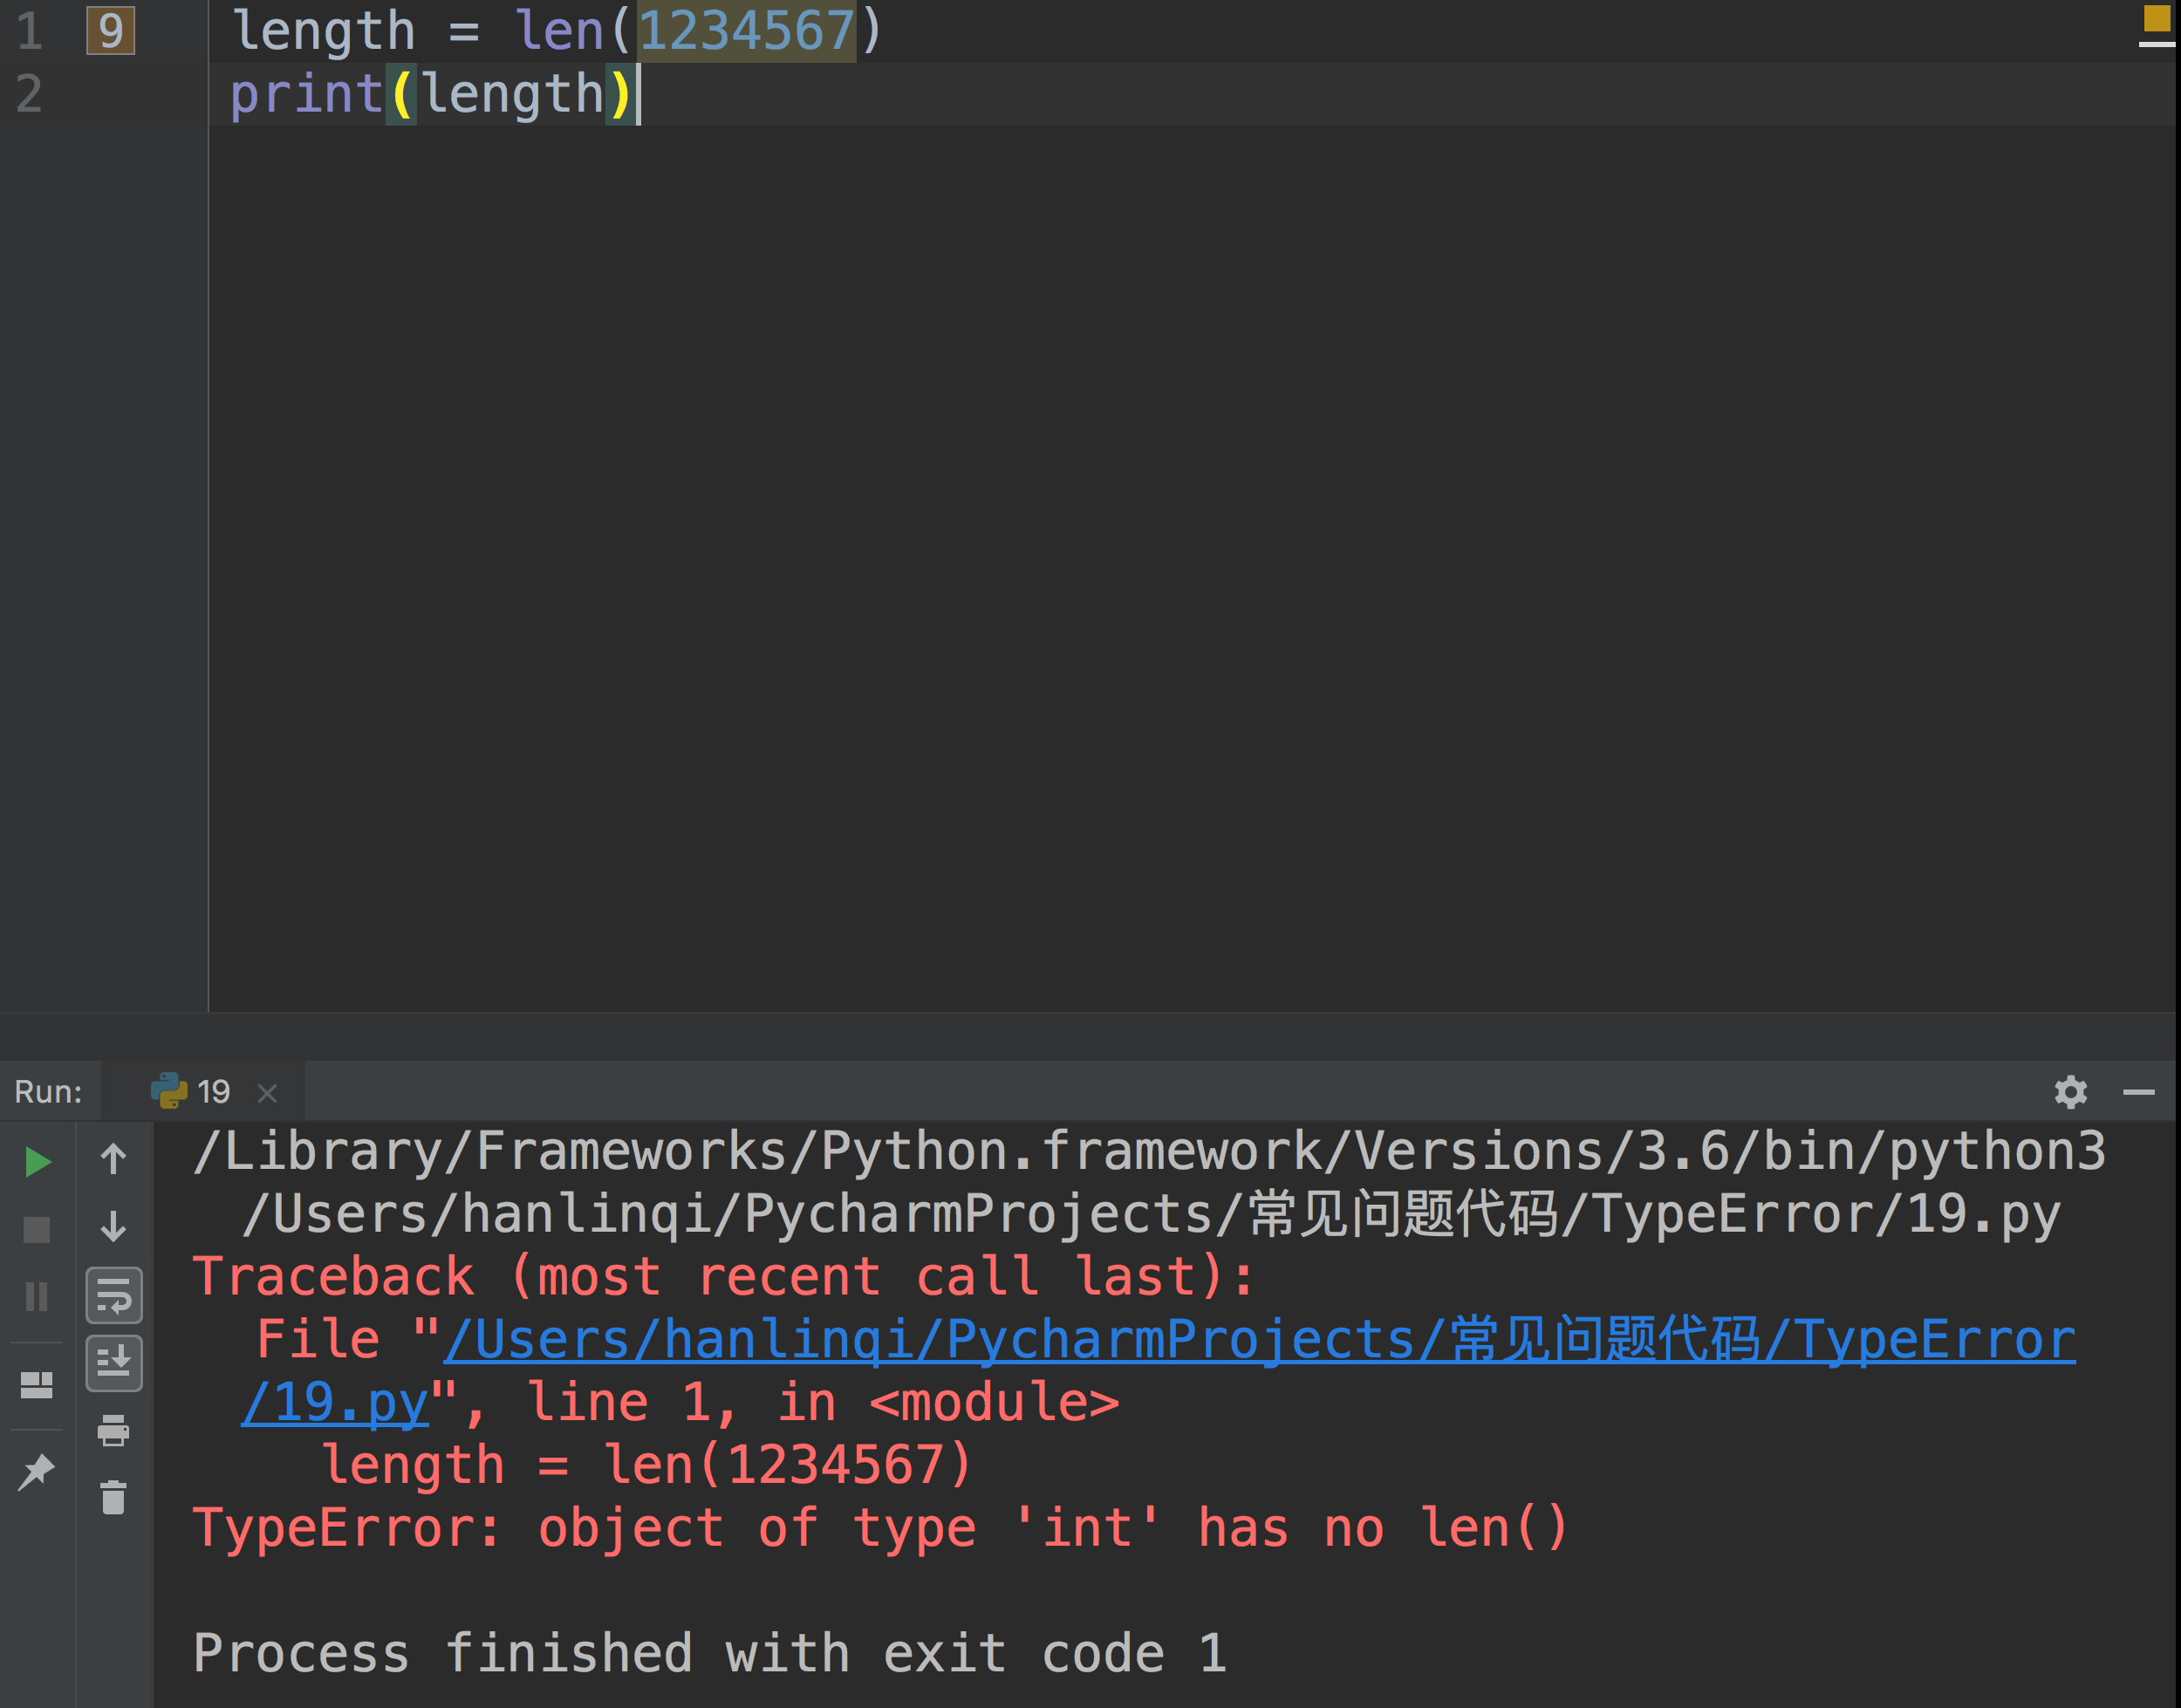 1 9 length = len(1234567)
2 print(length)
Run: 19
/Library/Frameworks/Python.framework/Versions/3.6/bin/python3
/Users/hanlinqi/PycharmProjects/常见问题代码/TypeError/19.py
Traceback (most recent call last):
File "/Users/hanlinqi/PycharmProjects/常见问题代码/TypeError
/19.py", line 1, in <module>
length = len(1234567)
TypeError: object of type 'int' has no len()
Process finished with exit code 1